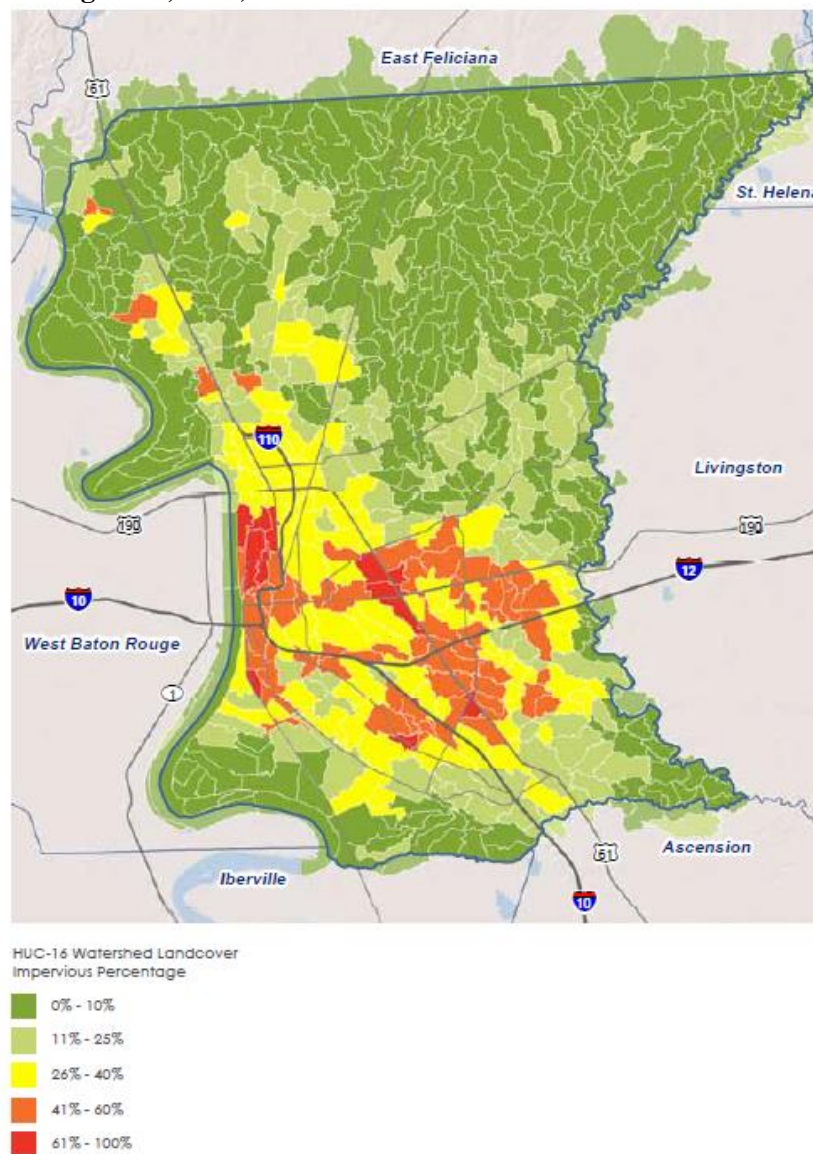 East Feliciana
61
St. Helena
110
Livingston
190
190
12
10
West Baton Rouge
1
Iberville
61
Ascension
10
HUC-16 Watershed Landcover
Impervious Percentage
0% - 10%
11% - 25%
26% - 40%
41% - 60%
61% - 100%